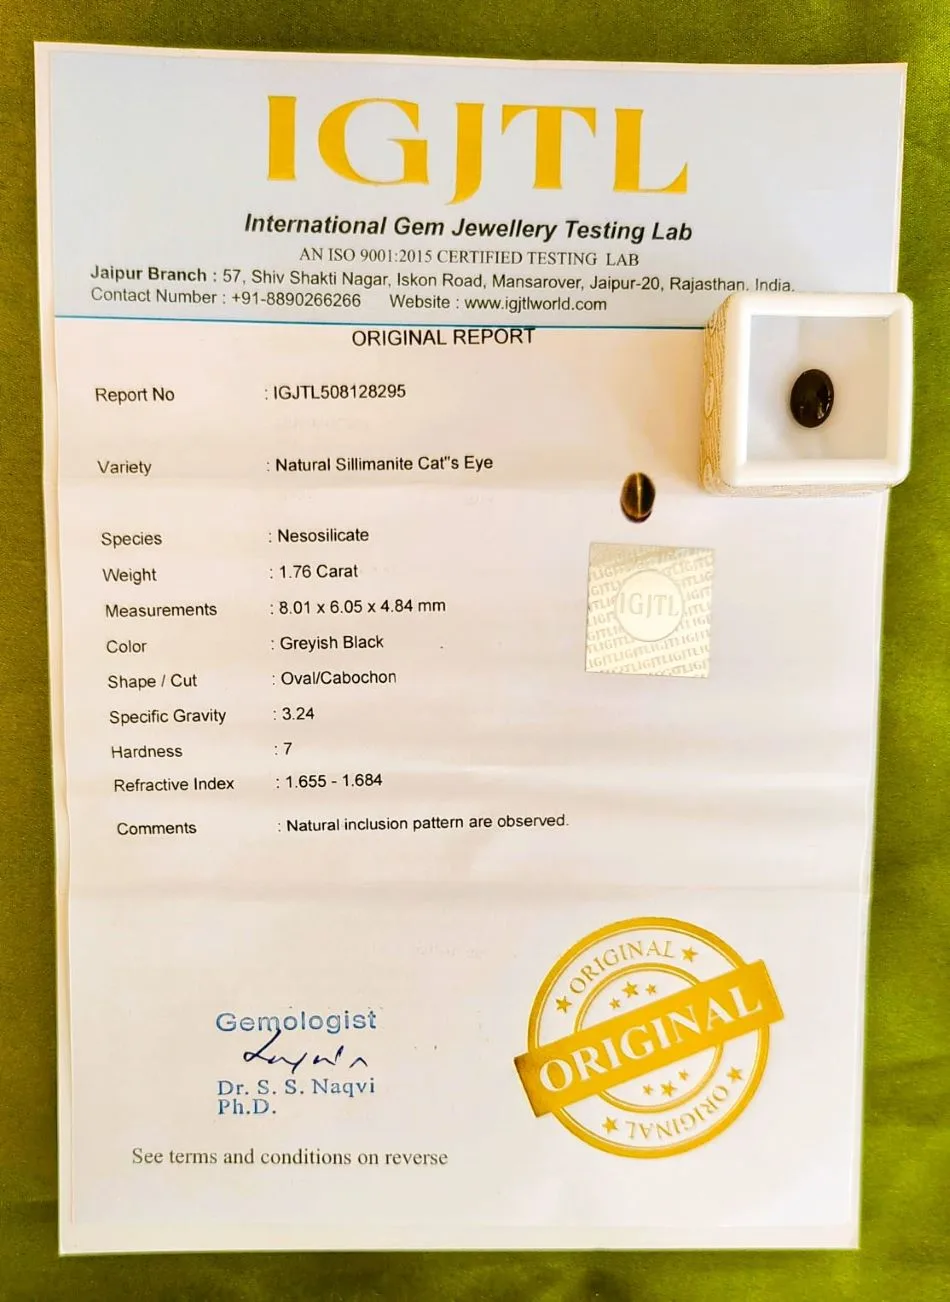 IGJTL
International Gem Jewellery Testing Lab
AN ISO 9001:2015 CERTIFIED TESTING LAB
Jaipur Branch : 57, Shiv Shakti Nagar, Iskon Road, Mansarover, Jaipur-20, Rajasthan, India.
Contact Number : +91-8890266266 Website : www.igjtlworld.com
ORIGINAL REPORT
Report No : IGJTL508128295
Variety : Natural Sillimanite Cat"s Eye
Species : Nesosilicate
Weight : 1.76 Carat
Measurements : 8.01 x 6.05 x 4.84 mm
Color : Greyish Black
Shape / Cut : Oval/Cabochon
Specific Gravity : 3.24
Hardness : 7
Refractive Index : 1.655 - 1.684
Comments : Natural inclusion pattern are observed.
IGJTL
ORIGINAL
ORIGINAL
ORIGINAL
Gemologist
Dr. S. S. Naqvi
Ph.D.
See terms and conditions on reverse